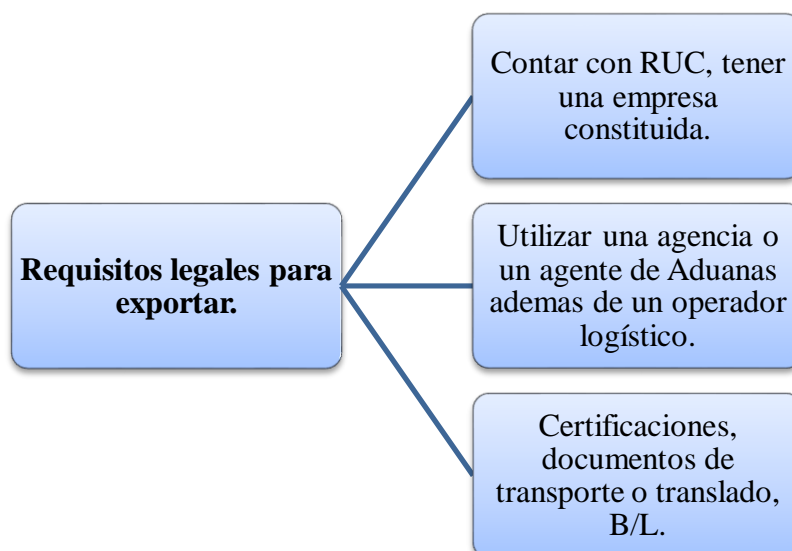 Contar con RUC, tener
una empresa
constituida.
Requisitos legales para
exportar.
Utilizar una agencia o
un agente de Aduanas
ademas de un operador
logístico.
Certificaciones,
documentos de
transporte o translado,
B/L.